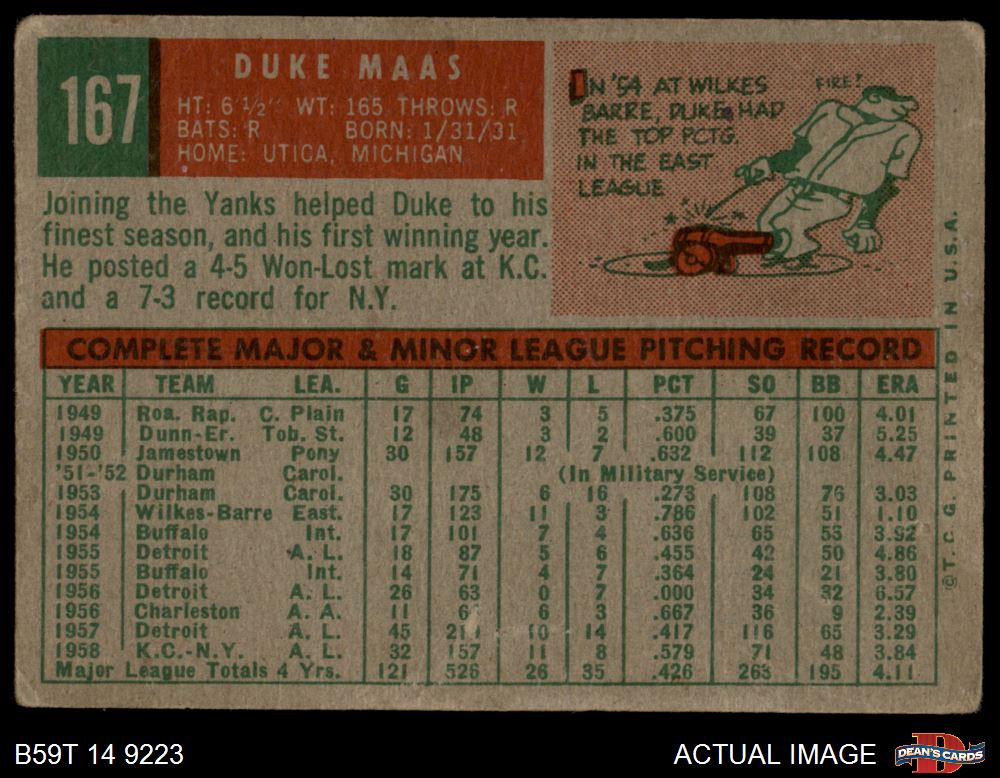 167
DUKE MAAS
HT: 6 1/2" WT: 165 THROWS: R
BATS: R BORN: 1/31/31
HOME: UTICA, MICHIGAN
IN '54 AT WILKES
BARRE, DUKE HAD
THE TOP PCTG.
IN THE EAST
LEAGUE
FIRE!
Joining the Yanks helped Duke to his
finest season, and his first winning year.
He posted a 4-5 Won-Lost mark at K.C.
and a 7-3 record for N.Y.
COMPLETE MAJOR & MINOR LEAGUE PITCHING RECORD
YEAR TEAM LEA. G IP W L PCT SO BB ERA
1949 Roa. Rap. C. Plain 17 74 3 5 .375 67 100 4.01
1949 Dunn-Er. Tob. St. 12 48 3 2 .600 39 37 5.25
1950 Jamestown Pony 30 157 12 7 .632 112 108 4.47
'51-'52 Durham Carol. (In Military Service)
1953 Durham Carol. 30 175 6 16 .273 108 76 3.03
1954 Wilkes-Barre East. 17 123 11 3 .786 102 51 1.10
1954 Buffalo Int. 17 101 7 4 .636 65 53 3.92
1955 Detroit A. L. 18 87 5 6 .455 42 50 4.86
1955 Buffalo Int. 14 71 4 7 .364 24 21 3.80
1956 Detroit A. L. 26 63 0 7 .000 34 32 6.57
1956 Charleston A. A. 11 6 3 .667 36 9 2.39
1957 Detroit A. L. 45 10 14 .417 116 65 3.29
1958 K.C.-N.Y. A. L. 32 157 11 8 .579 71 48 3.84
Major League Totals 4 Yrs. 121 526 26 35 .426 263 195 4.11
©T. C. G. PRINTED IN U.S.A.
B59T 14 9223
ACTUAL IMAGE
DEAN'S CARDS